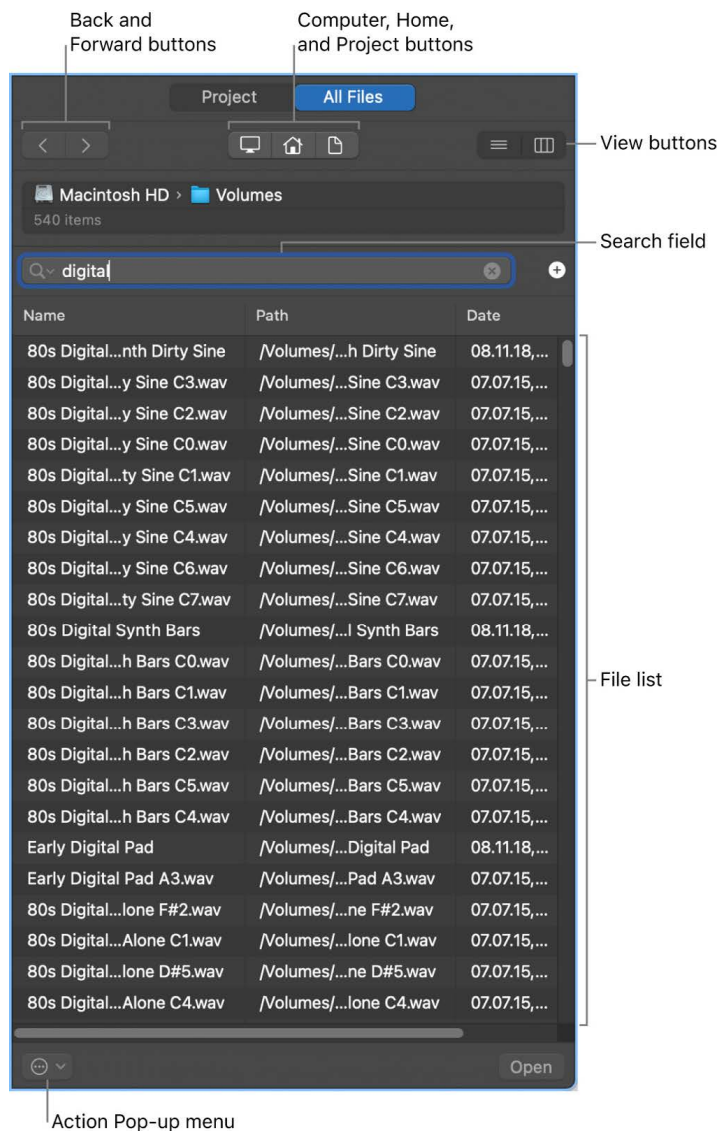 Back and
Forward buttons
Computer, Home,
and Project buttons
Project
All Files
View buttons
Macintosh HD › Volumes
540 items
Search field
digital
Name Path Date
80s Digital...nth Dirty Sine /Volumes/...h Dirty Sine 08.11.18,...
80s Digital...y Sine C3.wav /Volumes/...Sine C3.wav 07.07.15,...
80s Digital...y Sine C2.wav /Volumes/...Sine C2.wav 07.07.15,...
80s Digital...y Sine C0.wav /Volumes/...Sine C0.wav 07.07.15,...
80s Digital...ty Sine C1.wav /Volumes/...Sine C1.wav 07.07.15,...
80s Digital...y Sine C5.wav /Volumes/...Sine C5.wav 07.07.15,...
80s Digital...y Sine C4.wav /Volumes/...Sine C4.wav 07.07.15,...
80s Digital...y Sine C6.wav /Volumes/...Sine C6.wav 07.07.15,...
80s Digital...ty Sine C7.wav /Volumes/...Sine C7.wav 07.07.15,...
80s Digital Synth Bars /Volumes/...l Synth Bars 08.11.18,...
80s Digital...h Bars C0.wav /Volumes/...Bars C0.wav 07.07.15,...
80s Digital...h Bars C1.wav /Volumes/...Bars C1.wav 07.07.15,...
File list
80s Digital...h Bars C3.wav /Volumes/...Bars C3.wav 07.07.15,...
80s Digital...h Bars C2.wav /Volumes/...Bars C2.wav 07.07.15,...
80s Digital...h Bars C5.wav /Volumes/...Bars C5.wav 07.07.15,...
80s Digital...h Bars C4.wav /Volumes/...Bars C4.wav 07.07.15,...
Early Digital Pad /Volumes/...Digital Pad 08.11.18,...
Early Digital Pad A3.wav /Volumes/...Pad A3.wav 07.07.15,...
80s Digital...lone F#2.wav /Volumes/...ne F#2.wav 07.07.15,...
80s Digital...Alone C1.wav /Volumes/...lone C1.wav 07.07.15,...
80s Digital...lone D#5.wav /Volumes/...ne D#5.wav 07.07.15,...
80s Digital...Alone C4.wav /Volumes/...lone C4.wav 07.07.15,...
Open
Action Pop-up menu